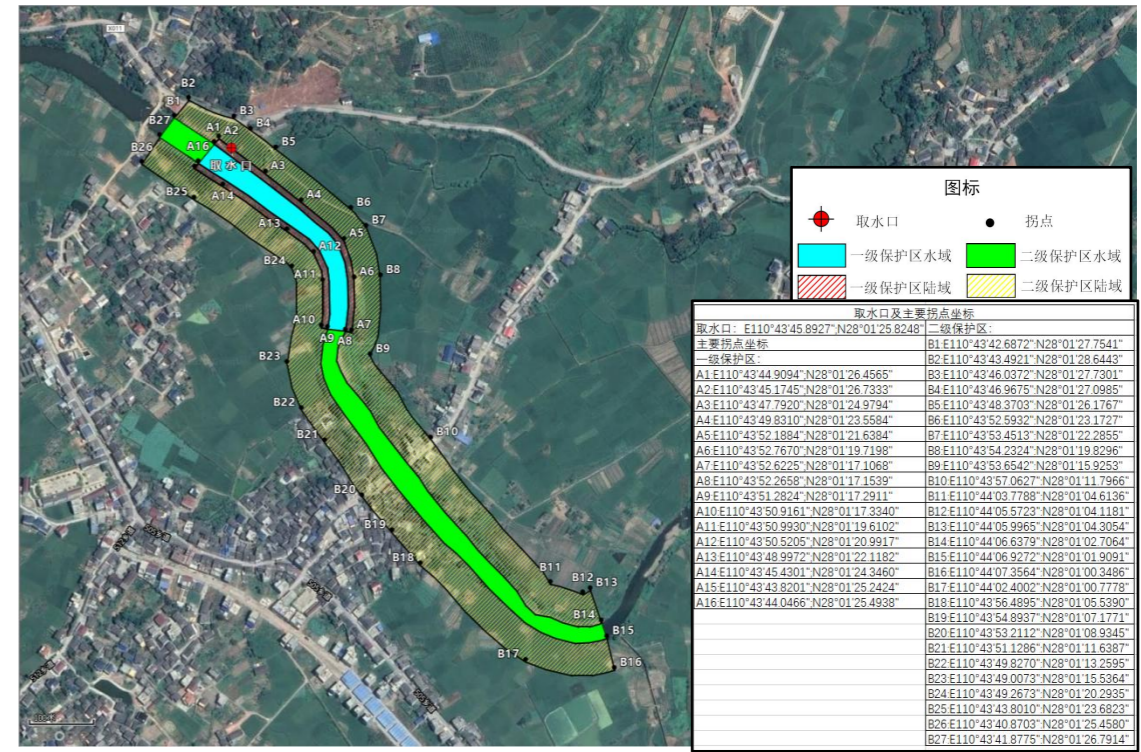 G011
B2
B1
B3
B4
B27
A1
A2
B5
A16
取水口
B26
A3
A14
B25
A4
B6
A13
B7
A5
A12
B24
A11
A6
B8
A10
A9
A8
A7
B9
B23
B22
B21
B10
B20
B19
B18
B11
B12
B13
B14
B15
B17
B16
S05东道
图标
取水口
拐点
一级保护区水域
二级保护区水域
一级保护区陆域
二级保护区陆域
取水口及主要拐点坐标
取水口：E110°43'45.8927";N28°01'25.8248" 二级保护区：
主要拐点坐标 B1:E110°43'42.6872";N28°01'27.7541"
一级保护区： B2:E110°43'43.4921";N28°01'28.6443"
A1:E110°43'44.9094";N28°01'26.4565" B3:E110°43'46.0372";N28°01'27.7301"
A2:E110°43'45.1745";N28°01'26.7333" B4:E110°43'46.9675";N28°01'27.0985"
A3:E110°43'47.7920";N28°01'24.9794" B5:E110°43'48.3703";N28°01'26.1767"
A4:E110°43'49.8310";N28°01'23.5584" B6:E110°43'52.5932";N28°01'23.1727"
A5:E110°43'52.1884";N28°01'21.6384" B7:E110°43'53.4513";N28°01'22.2855"
A6:E110°43'52.7670";N28°01'19.7198" B8:E110°43'54.2324";N28°01'19.8296"
A7:E110°43'52.6225";N28°01'17.1068" B9:E110°43'53.6542";N28°01'15.9253"
A8:E110°43'52.2658";N28°01'17.1539" B10:E110°43'57.0627";N28°01'11.7966"
A9:E110°43'51.2824";N28°01'17.2911" B11:E110°44'03.7788";N28°01'04.6136"
A10:E110°43'50.9161";N28°01'17.3340" B12:E110°44'05.5723";N28°01'04.1181"
A11:E110°43'50.9930";N28°01'19.6102" B13:E110°44'05.9965";N28°01'04.3054"
A12:E110°43'50.5205";N28°01'20.9917" B14:E110°44'06.6379";N28°01'02.7064"
A13:E110°43'48.9972";N28°01'22.1182" B15:E110°44'06.9272";N28°01'01.9091"
A14:E110°43'45.4301";N28°01'24.3460" B16:E110°44'07.3564";N28°01'00.3486"
A15:E110°43'43.8201";N28°01'25.2424" B17:E110°44'02.4002";N28°01'00.7778"
A16:E110°43'44.0466";N28°01'25.4938" B18:E110°43'56.4895";N28°01'05.5390"
B19:E110°43'54.8937";N28°01'07.1771"
B20:E110°43'53.2112";N28°01'08.9345"
B21:E110°43'51.1286";N28°01'11.6387"
B22:E110°43'49.8270";N28°01'13.2595"
B23:E110°43'49.0073";N28°01'15.5364"
B24:E110°43'49.2673";N28°01'20.2935"
B25:E110°43'43.8010";N28°01'23.6823"
B26:E110°43'40.8703";N28°01'25.4580"
B27:E110°43'41.8775";N28°01'26.7914"